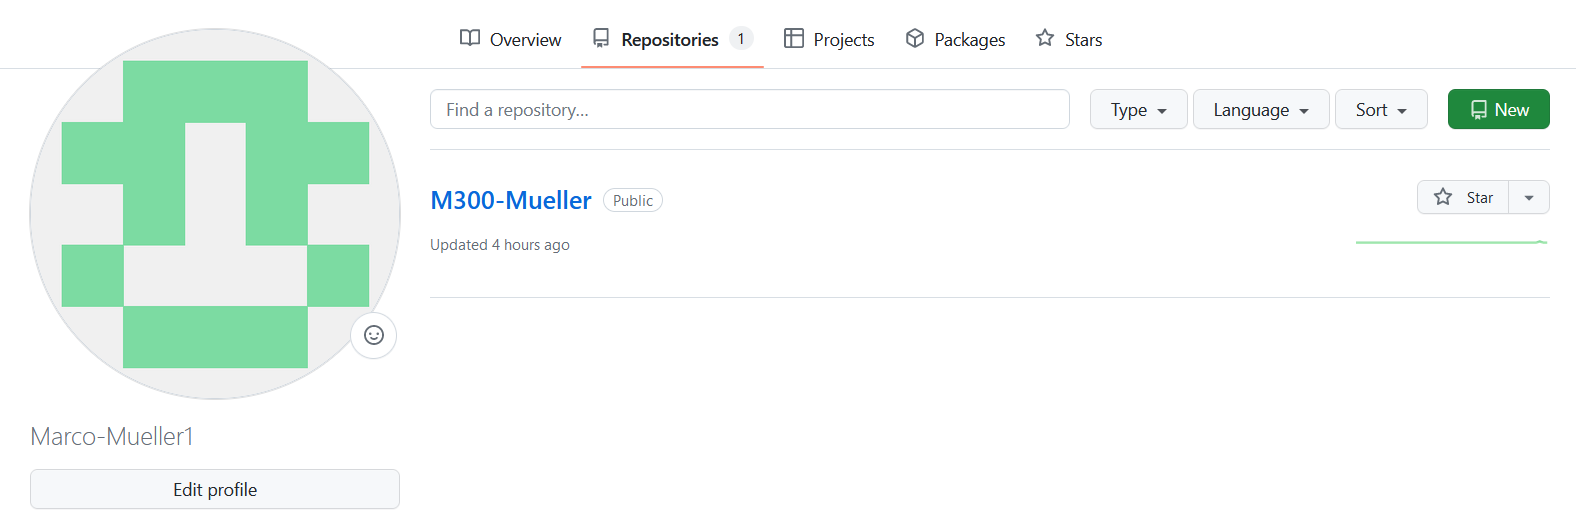 Overview Repositories 1 Projects Packages Stars
Find a repository... Type Language Sort New
M300-Mueller Public Star
Updated 4 hours ago
Marco-Mueller1
Edit profile